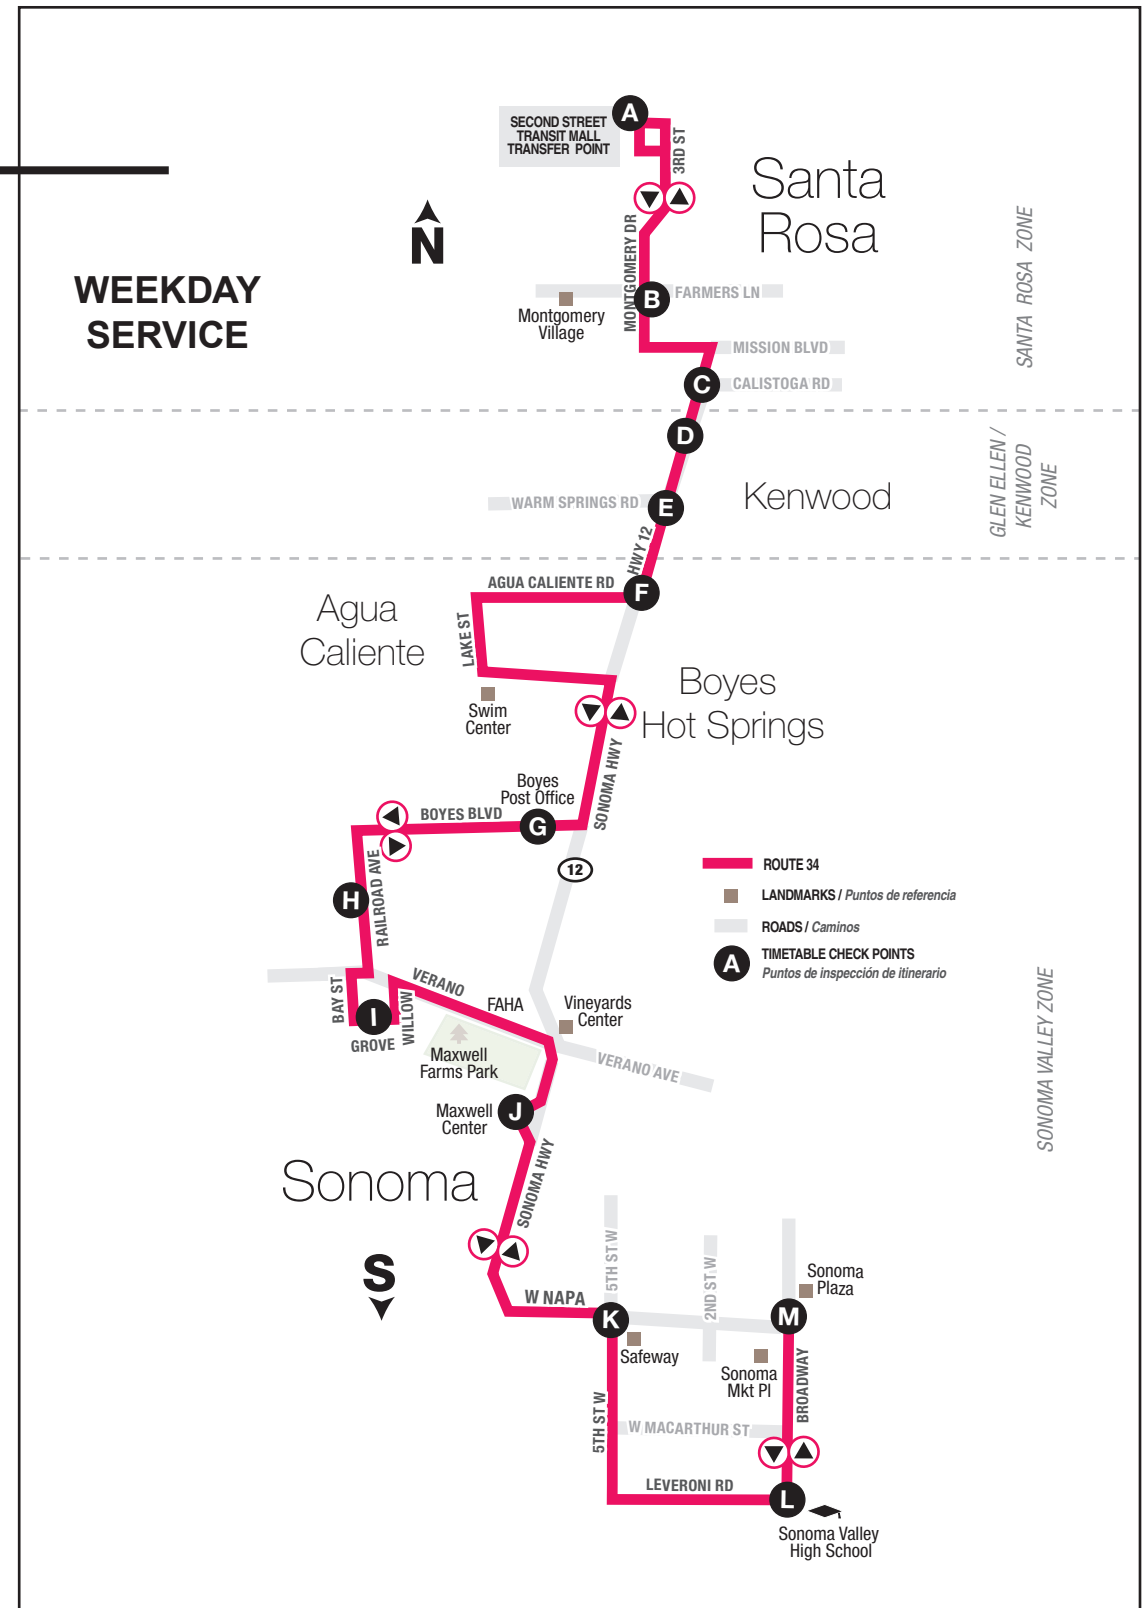 A
SECOND STREET
TRANSIT MALL
TRANSFER POINT
3RD ST
Santa
Rosa
N
SANTA ROSA ZONE
WEEKDAY
SERVICE
MONTGOMERY DR
B
FARMERS LN
Montgomery
Village
MISSION BLVD
C
CALISTOGA RD
D
GLEN ELLEN /
KENWOOD
ZONE
Kenwood
WARM SPRINGS RD
E
HWY 12
AGUA CALIENTE RD
F
Agua
Caliente
LAKE ST
Swim
Center
Boyes
Hot Springs
SONOMA HWY
Boyes
Post Office
BOYES BLVD
G
12
RAILROAD AVE
H
ROUTE 34
LANDMARKS / Puntos de referencia
ROADS / Caminos
A
TIMETABLE CHECK POINTS
Puntos de inspección de itinerario
VERANO
FAHA
BAY ST
I
WILLOW
GROVE
Vineyards
Center
VERANO AVE
Maxwell
Farms Park
SONOMA VALLEY ZONE
Maxwell
Center
J
SONOMA HWY
Sonoma
S
W NAPA
5TH ST W
2ND ST W
Sonoma
Plaza
K
M
Safeway
Sonoma
Mkt Pl
BROADWAY
5TH ST W
W MACARTHUR ST
LEVERONI RD
L
Sonoma Valley
High School